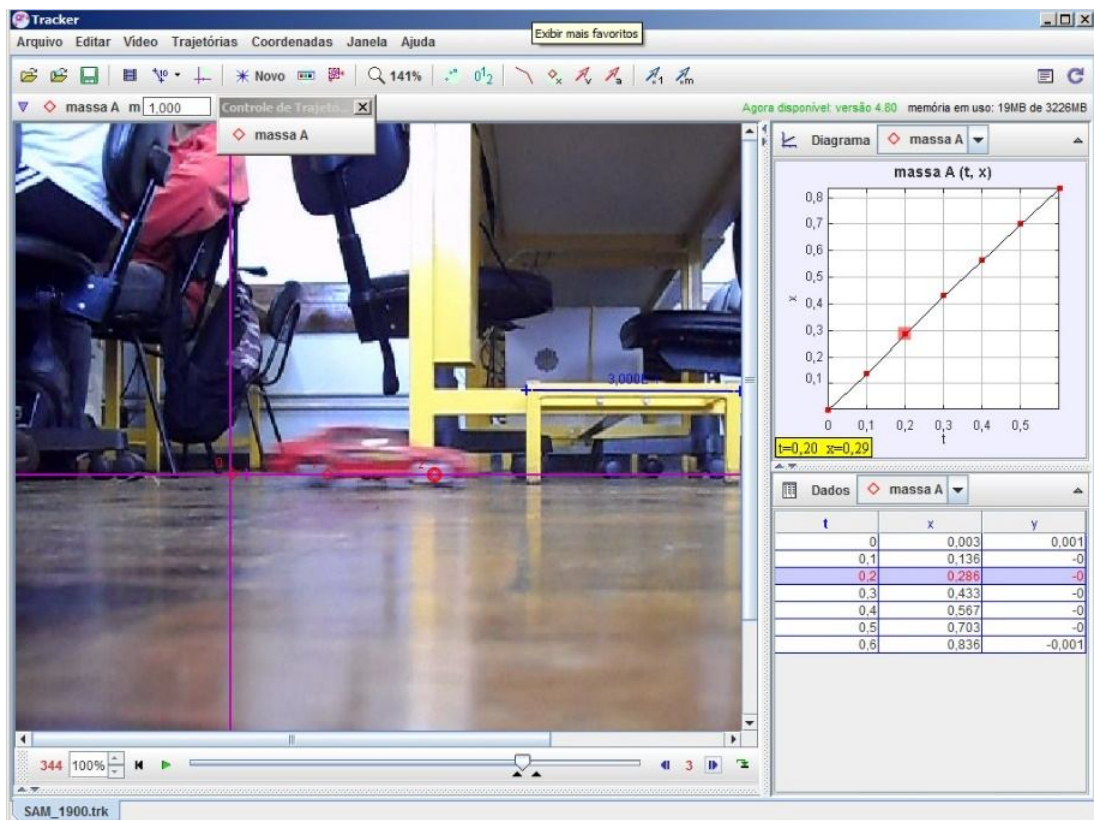 Tracker
Exibir mais favoritos
Arquivo Editar Video Trajetórias Coordenadas Janela Ajuda
Novo 141%
massa A m 1,000
Controle de Trajetó...
Agora disponível: versão 4.80 memória em uso: 19MB de 3226MB
massa A
Diagrama massa A
massa A (t, x)
0,8
0,7
0,6
0,5
0,4
0,3
0,2
0,1
x
0 0,1 0,2 0,3 0,4 0,5
t
t=0,20 x=0,29
Dados massa A
t x y
0 0,003 0,001
0,1 0,136 -0
0,2 0,286 -0
0,3 0,433 -0
0,4 0,567 -0
0,5 0,703 -0
0,6 0,836 -0,001
344 100% 3
SAM_1900.trk